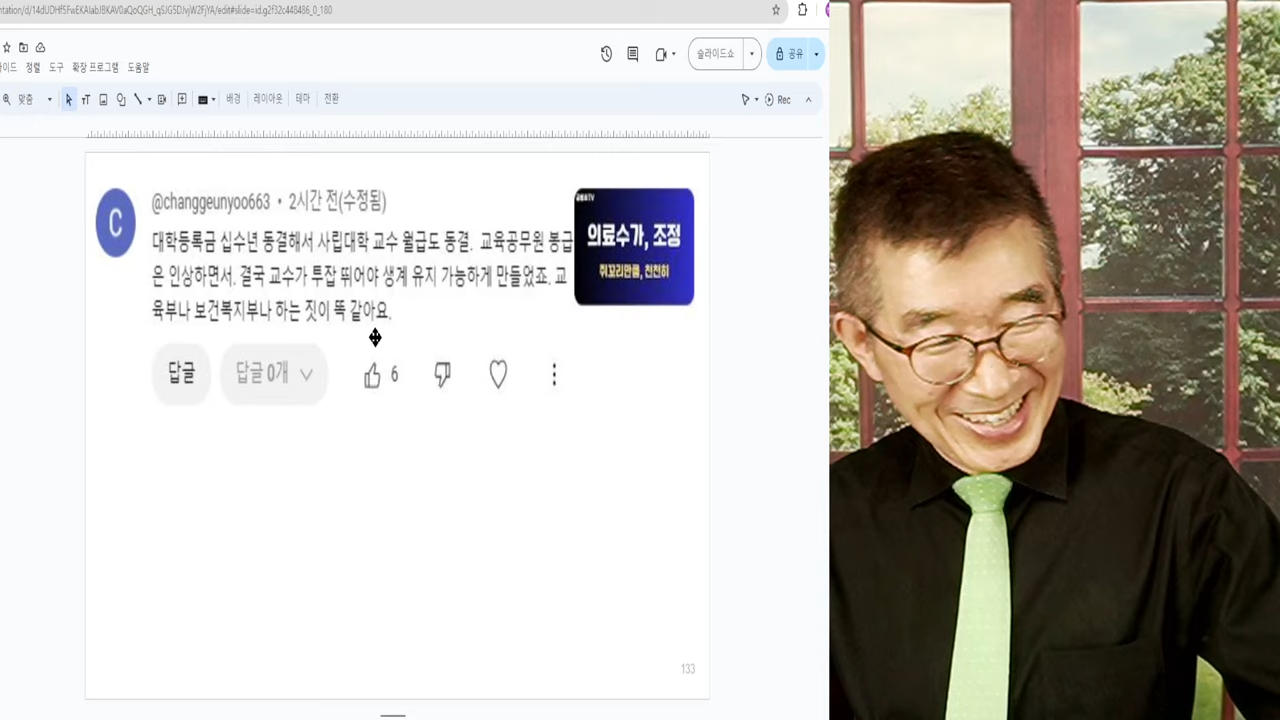 ntation/d/14dUDHf5FwEKAIabJBKAV0aQoQGH_qSJG5DJvjW2FjYA/edit#slide=id.g2f32c448486_0_180
이드 정렬 도구 확장 프로그램 도움말
슬라이드쇼
공유
맞춤
배경 레이아웃 테마 전환
Rec
C
@changgeunyoo663 • 2시간 전(수정됨)
대학등록금 십수년 동결해서 사립대학 교수 월급도 동결. 교육공무원 봉급
은 인상하면서. 결국 교수가 투잡 뛰어야 생계 유지 가능하게 만들었죠. 교
육부나 보건복지부나 하는 짓이 똑 같아요.
의료수가, 조정
쥐꼬리만큼, 천천히
답글
답글 0개
6
133